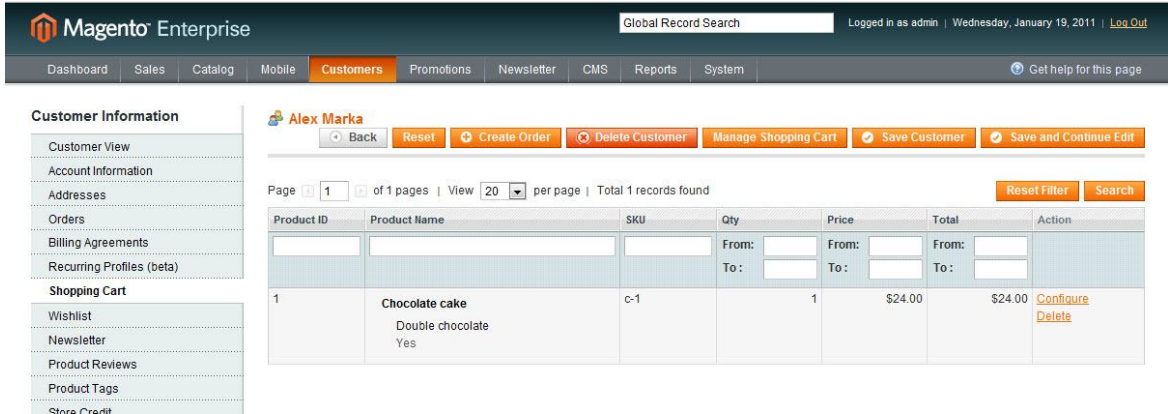 Magento™ Enterprise
Global Record Search
Logged in as admin | Wednesday, January 19, 2011 | Log Out
Dashboard Sales Catalog Mobile Customers Promotions Newsletter CMS Reports System Get help for this page
Customer Information
Customer View
Account Information
Addresses
Orders
Billing Agreements
Recurring Profiles (beta)
Shopping Cart
Wishlist
Newsletter
Product Reviews
Product Tags
Store Credit
Alex Marka
Back Reset Create Order Delete Customer Manage Shopping Cart Save Customer Save and Continue Edit
Page 1 of 1 pages | View 20 per page | Total 1 records found Reset Filter Search
Product ID Product Name SKU Qty Price Total Action
From: From: From:
To : To : To :
1 Chocolate cake c-1 1 $24.00 $24.00 Configure
Double chocolate Delete
Yes